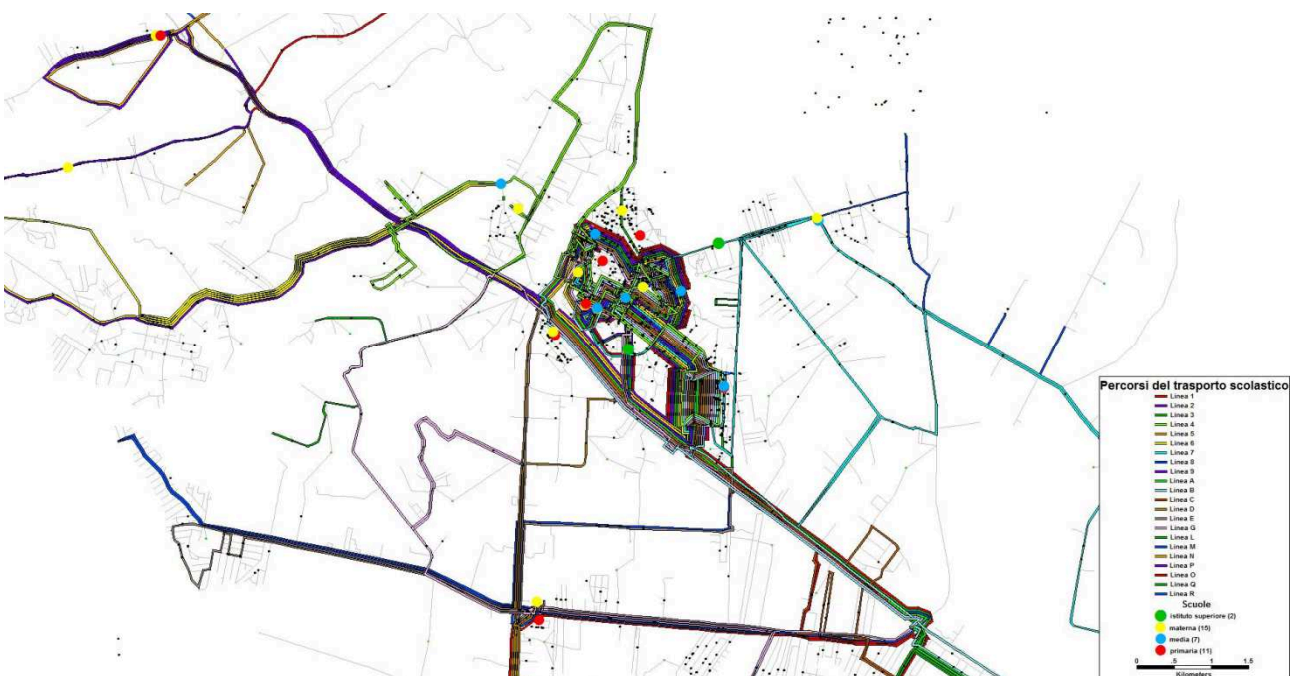 Percorsi del trasporto scolastico
Linea 1
Linea 2
Linea 3
Linea 4
Linea 5
Linea 6
Linea 7
Linea 8
Linea 9
Linea A
Linea B
Linea C
Linea D
Linea E
Linea G
Linea L
Linea M
Linea N
Linea P
Linea O
Linea Q
Linea R
Scuole
istituto superiore (2)
materna (15)
media (7)
primaria (11)
0 .5 1 1.5
Kilometers